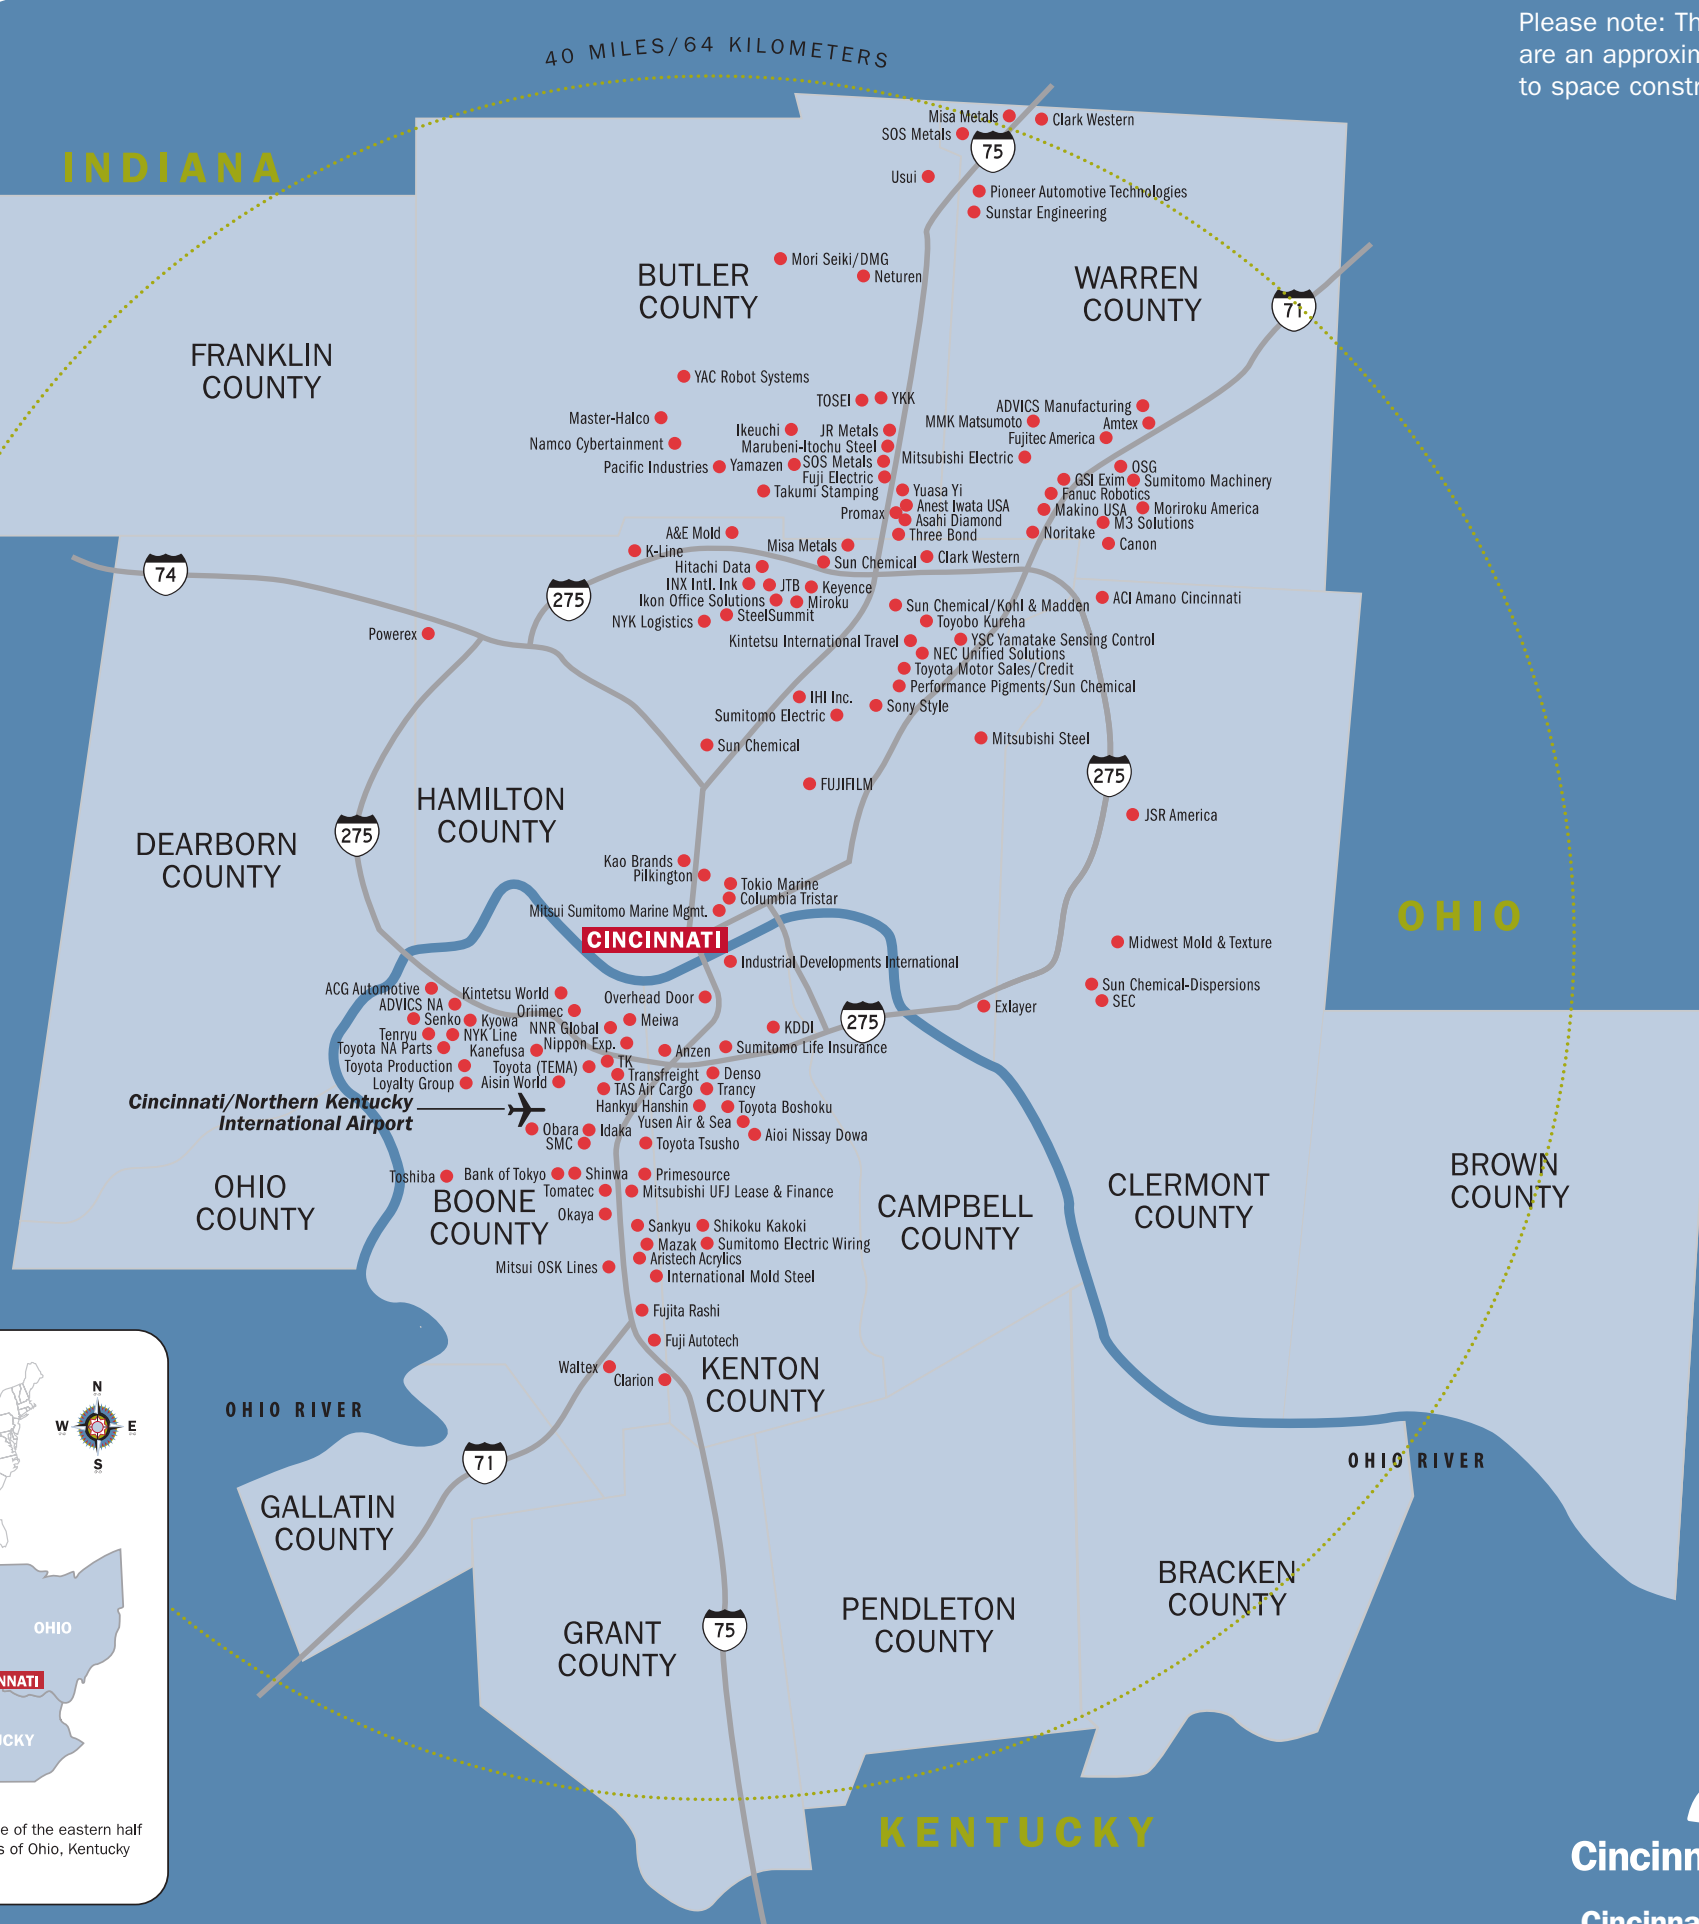 Please note: Th
are an approxin
to space constr
40 MILES/64 KILOMETERS
INDIANA
Misa Metals
Clark Western
SOS Metals
75
Usui
Pioneer Automotive Technologies
Sunstar Engineering
Mori Seiki/DMG
Neturen
BUTLER
COUNTY
WARREN
COUNTY
71
FRANKLIN
COUNTY
YAC Robot Systems
TOSEI
YKK
Master-Halco
ADVICS Manufacturing
MMK Matsumoto
Amtex
Ikeuchi
JR Metals
Fujitec America
Namco Cybertainment
Marubeni-Itochu Steel
Mitsubishi Electric
Pacific Industries
Yamazen
SOS Metals
OSG
Fuji Electric
GSI Exim
Sumitomo Machinery
Takumi Stamping
Yuasa Yi
Fanuc Robotics
Anest Iwata USA
Makino USA
Moriroku America
Promax
Asahi Diamond
M3 Solutions
A&E Mold
Three Bond
Noritake
Misa Metals
Canon
K-Line
Clark Western
Hitachi Data
Sun Chemical
74
INX Intl. Ink
JTB
Keyence
275
Ikon Office Solutions
Miroku
ACI Amano Cincinnati
Sun Chemical/Kohl & Madden
SteelSummit
NYK Logistics
Toyobo Kureha
Powerex
Kintetsu International Travel
YSC Yamatake Sensing Control
NEC Unified Solutions
Toyota Motor Sales/Credit
Performance Pigments/Sun Chemical
IHI Inc.
Sony Style
Sumitomo Electric
Mitsubishi Steel
Sun Chemical
275
FUJIFILM
HAMILTON
COUNTY
JSR America
275
DEARBORN
COUNTY
Kao Brands
Pilkington
Tokio Marine
Columbia Tristar
Mitsui Sumitomo Marine Mgmt.
OHIO
CINCINNATI
Midwest Mold & Texture
Industrial Developments International
Sun Chemical-Dispersions
SEC
ACG Automotive
Kintetsu World
Overhead Door
ADVICS NA
Exlayer
Oriimec
Senko
Kyowa
Meiwa
275
NNR Global
KDDI
Tenryu
NYK Line
Nippon Exp.
Toyota NA Parts
Kanefusa
Anzen
Sumitomo Life Insurance
TK
Toyota Production
Toyota (TEMA)
Transfreight
Denso
Loyalty Group
Aisin World
TAS Air Cargo
Trancy
Cincinnati/Northern Kentucky
International Airport
Hankyu Hanshin
Toyota Boshoku
Yusen Air & Sea
Obara
Idaka
Aioi Nissay Dowa
SMC
Toyota Tsusho
Toshiba
Bank of Tokyo
Shinwa
Primesource
Tomatec
Mitsubishi UFJ Lease & Finance
OHIO
COUNTY
BOONE
COUNTY
CAMPBELL
COUNTY
CLERMONT
COUNTY
BROWN
COUNTY
Okaya
Sankyu
Shikoku Kakoki
Mazak
Sumitomo Electric Wiring
Aristech Acrylics
Mitsui OSK Lines
International Mold Steel
Fujita Rashi
Fuji Autotech
Waltex
Clarion
KENTON
COUNTY
OHIO RIVER
N
W
E
S
71
OHIO RIVER
GALLATIN
COUNTY
BRACKEN
COUNTY
PENDLETON
COUNTY
GRANT
COUNTY
75
OHIO
NNATI
CKY
e of the eastern half
s of Ohio, Kentucky
KENTUCKY
Cincinn
Cincinna